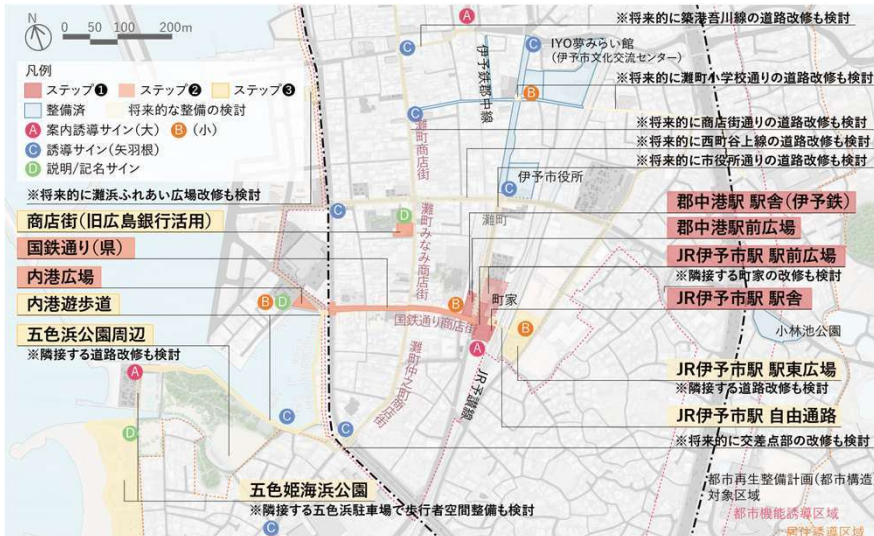 N
0 50 100 200m
凡例
ステップ❶ ステップ❷ ステップ❸
整備済 将来的な整備の検討
A 案内誘導サイン(大) B (小)
C 誘導サイン(矢羽根)
D 説明/記名サイン
※将来的に灘浜ふれあい広場改修も検討
商店街(旧広島銀行活用)
国鉄通り(県)
内港広場
内港遊歩道
五色浜公園周辺
※隣接する道路改修も検討
五色姫海浜公園
※隣接する五色浜駐車場で歩行者空間整備も検討
A
C
C
B
C
C
C
D
B
D
B
B
A
A
C
D
C
C
C
伊予鉄郡中線
IYO夢みらい館
(伊予市文化交流センター)
灘町商店街
伊予市役所
灘町
灘町みなみ商店街
町家
国鉄通り商店街
灘町仲之町商店街
JR予讃線
※将来的に築港吾川線の道路改修も検討
※将来的に灘町小学校通りの道路改修も検討
※将来的に商店街通りの道路改修も検討
※将来的に西町谷上線の道路改修も検討
※将来的に市役所通りの道路改修も検討
郡中港駅 駅舎(伊予鉄)
郡中港駅前広場
JR伊予市駅 駅前広場
※隣接する町家の改修も検討
JR伊予市駅 駅舎
小林池公園
JR伊予市駅 駅東広場
※隣接する道路改修も検討
JR伊予市駅 自由通路
※将来的に交差点部の改修も検討
都市再生整備計画(都市構造
対象区域
都市機能誘導区域
居住誘導区域